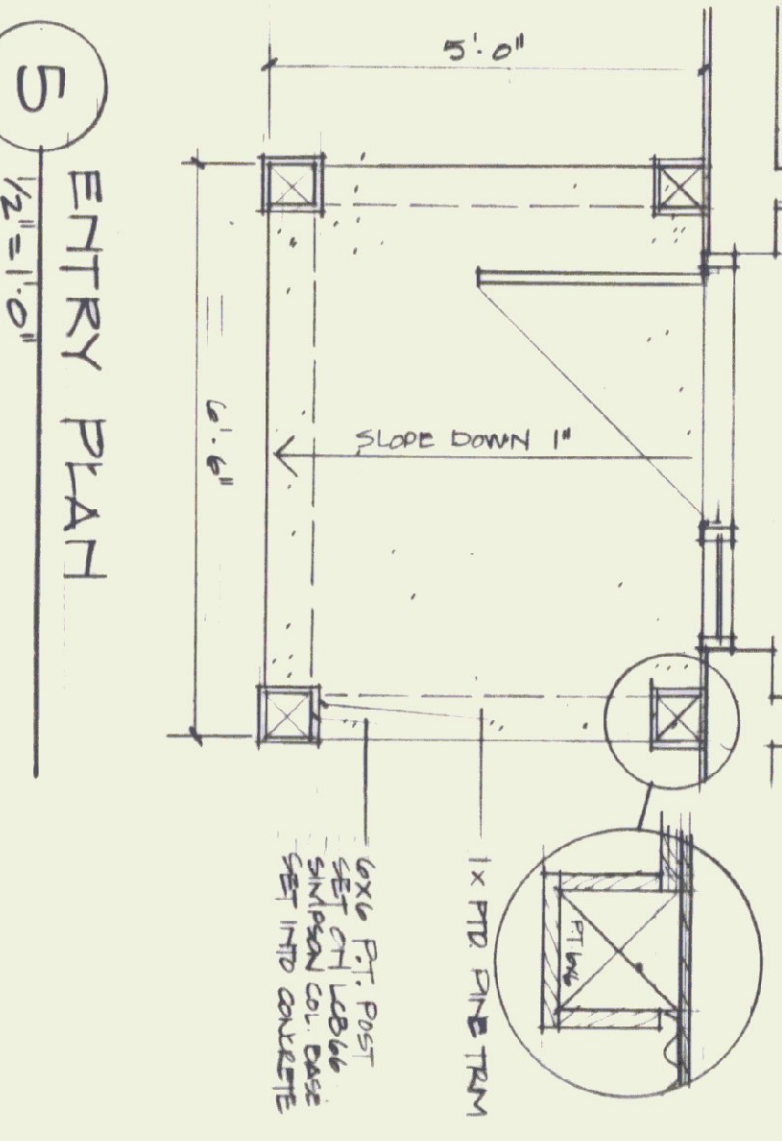 5'-0"
SLOPE DOWN 1"
6'-6"
1X PTD PINE TRIM
6X6 P.T. POST
SET ON LCB66
SIMPSON COL. BASE
SET INTO CONCRETE
P.T. 6X6
5
ENTRY PLAN
1/2"=1'-0"